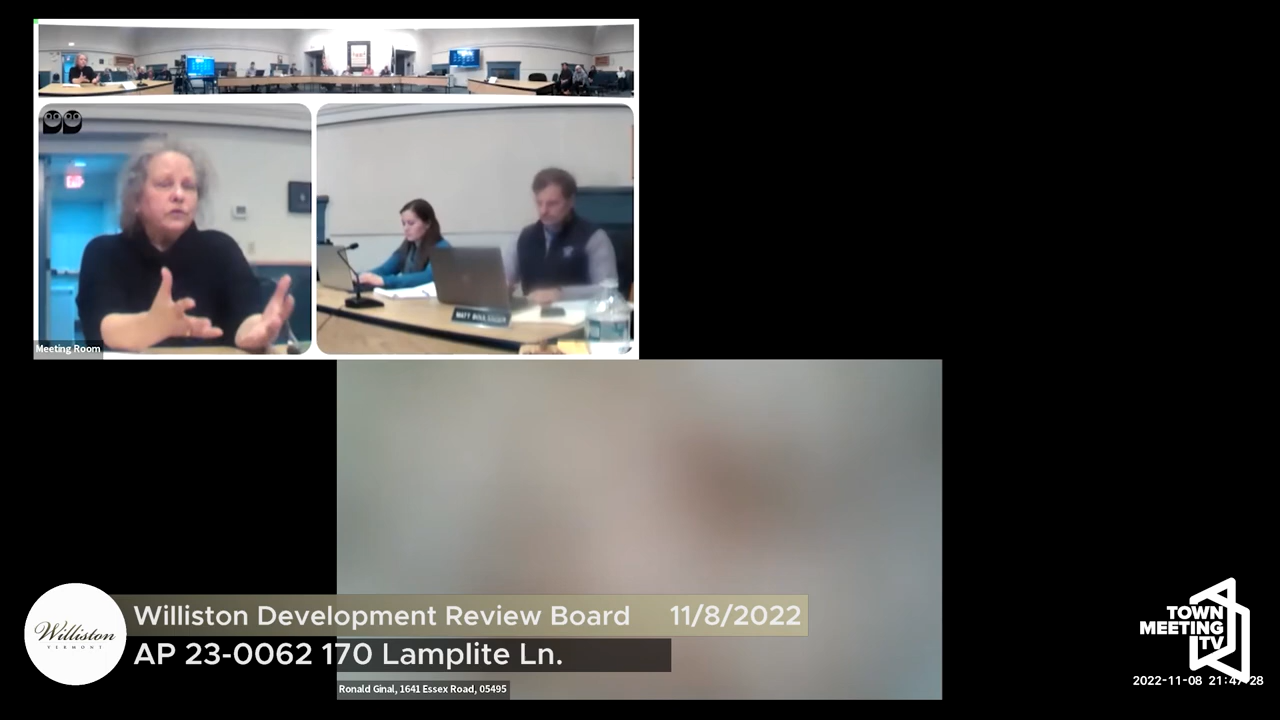 Meeting Room
MATT
Williston Development Review Board 11/8/2022
AP 23-0062 170 Lamplite Ln.
Williston
VERMONT
Ronald Ginal, 1641 Essex Road, 05495
TOWN
MEETING
TV
2022-11-08 21:47:28